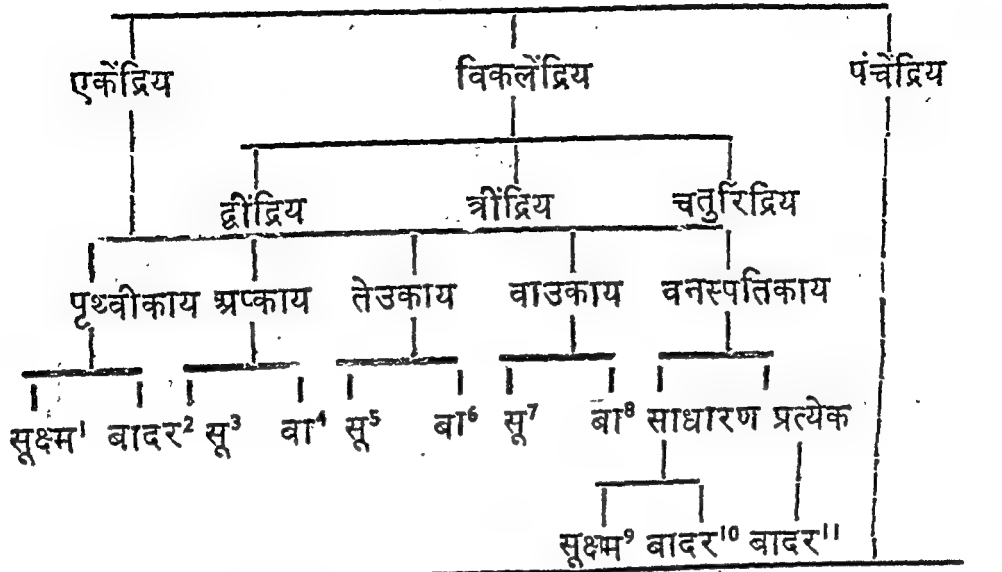 एकेंद्रिय विकलेंद्रिय पंचेंद्रिय
द्वींद्रिय त्रींद्रिय चतुरिंद्रिय
पृथ्वीकाय अप्काय तेउकाय वाउकाय वनस्पतिकाय
सूक्ष्म¹ बादर² सू³ वा⁴ सू⁵ बा⁶ सू⁷ बा⁸ साधारण प्रत्येक
सूक्ष्म⁹ बादर¹⁰ बादर¹¹